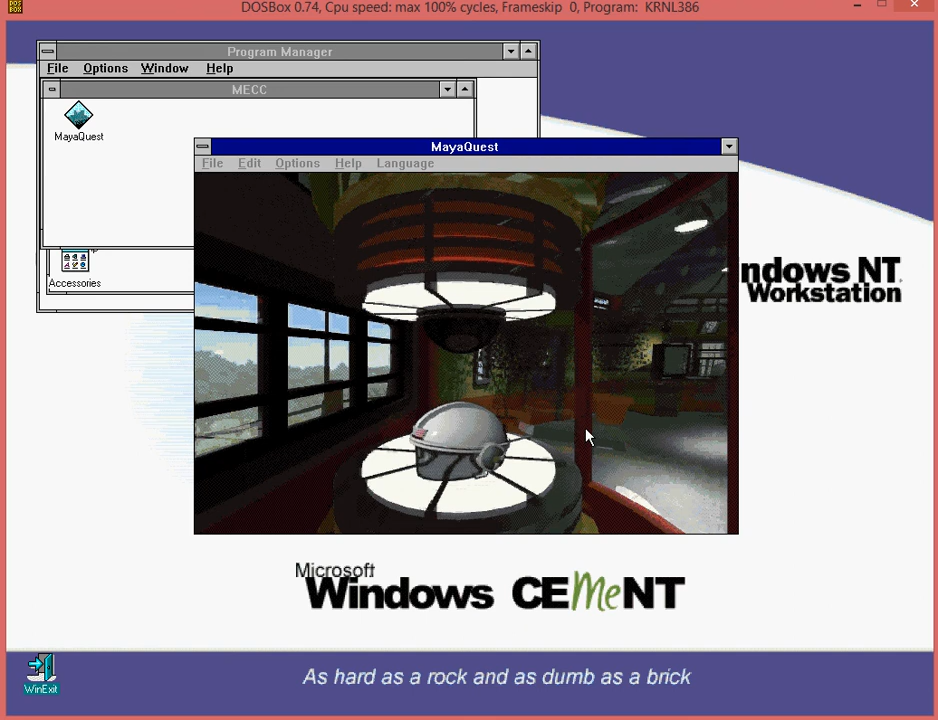 DOSBox 0.74, Cpu speed: max 100% cycles, Frameskip 0, Program: KRNL386
Program Manager
File Options Window Help
MECC
MayaQuest
Accessories
MayaQuest
File Edit Options Help Language
ndows NT
Workstation
Microsoft
Windows CEMeNT
WinExit
As hard as a rock and as dumb as a brick